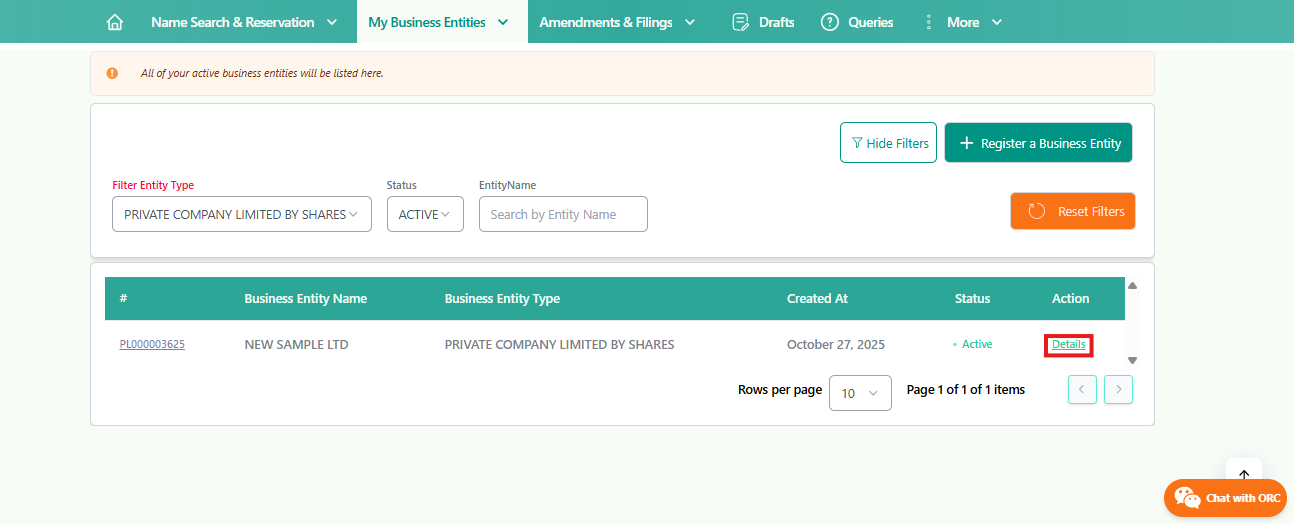 Name Search & Reservation My Business Entities Amendments & Filings Drafts Queries More
All of your active business entities will be listed here.
Hide Filters + Register a Business Entity
Filter Entity Type Status EntityName
PRIVATE COMPANY LIMITED BY SHARES ACTIVE Search by Entity Name Reset Filters
# Business Entity Name Business Entity Type Created At Status Action
PL000003625 NEW SAMPLE LTD PRIVATE COMPANY LIMITED BY SHARES October 27, 2025 Active Details
Rows per page 10 Page 1 of 1 of 1 items
Chat with ORC